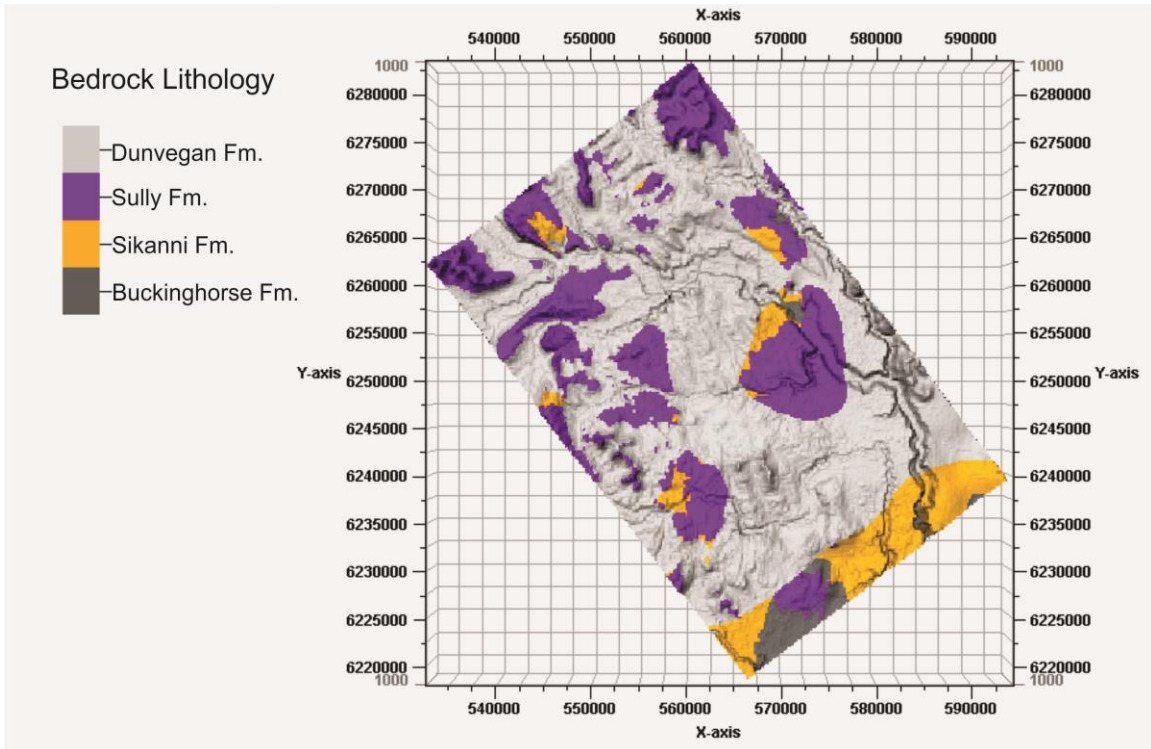 X-axis
540000 550000 560000 570000 580000 590000
Bedrock Lithology
Dunvegan Fm.
Sully Fm.
Sikanni Fm.
Buckinghorse Fm.
1000 1000
6280000 6280000
6275000 6275000
6270000 6270000
6265000 6265000
6260000 6260000
6255000 6255000
Y-axis 6250000 6250000 Y-axis
6245000 6245000
6240000 6240000
6235000 6235000
6230000 6230000
6225000 6225000
6220000 6220000
1000 1000
540000 550000 560000 570000 580000 590000
X-axis